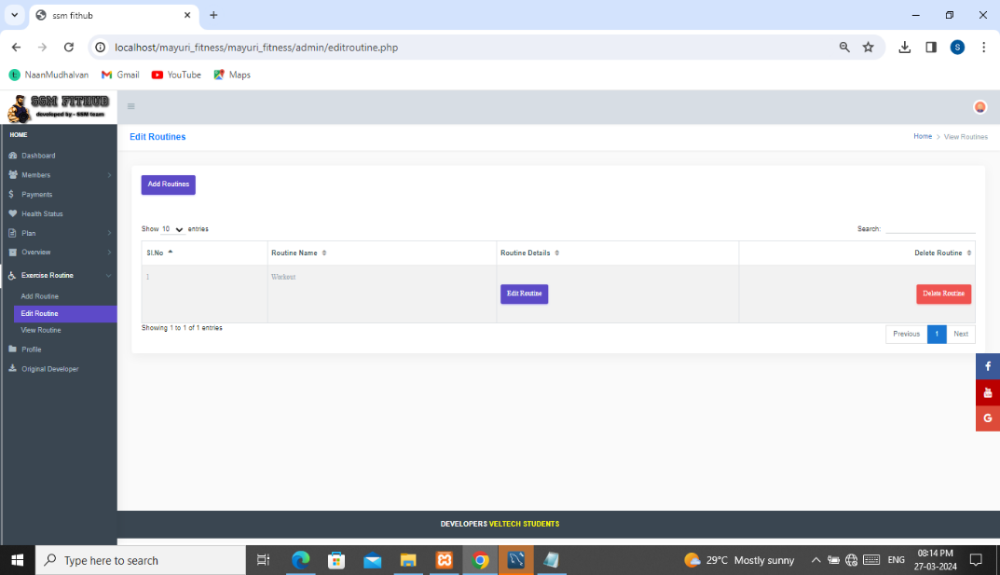 ssm fithub
localhost/mayuri_fitness/mayuri_fitness/admin/editroutine.php
S
NaanMudhalvan
Gmail
YouTube
Maps
SSM FITHUB
developed by - SSM team
HOME
Dashboard
Members
Payments
Health Status
Plan
Overview
Exercise Routine
Add Routine
Edit Routine
View Routine
Profile
Original Developer
Edit Routines
Home > View Routines
Add Routines
Show 10 entries
Search:
Sl.No Routine Name Routine Details Delete Routine
1 Workout Edit Routine Delete Routine
Showing 1 to 1 of 1 entries
Previous 1 Next
DEVELOPERS VELTECH STUDENTS
Type here to search
29°C Mostly sunny
ENG
08:14 PM
27-03-2024